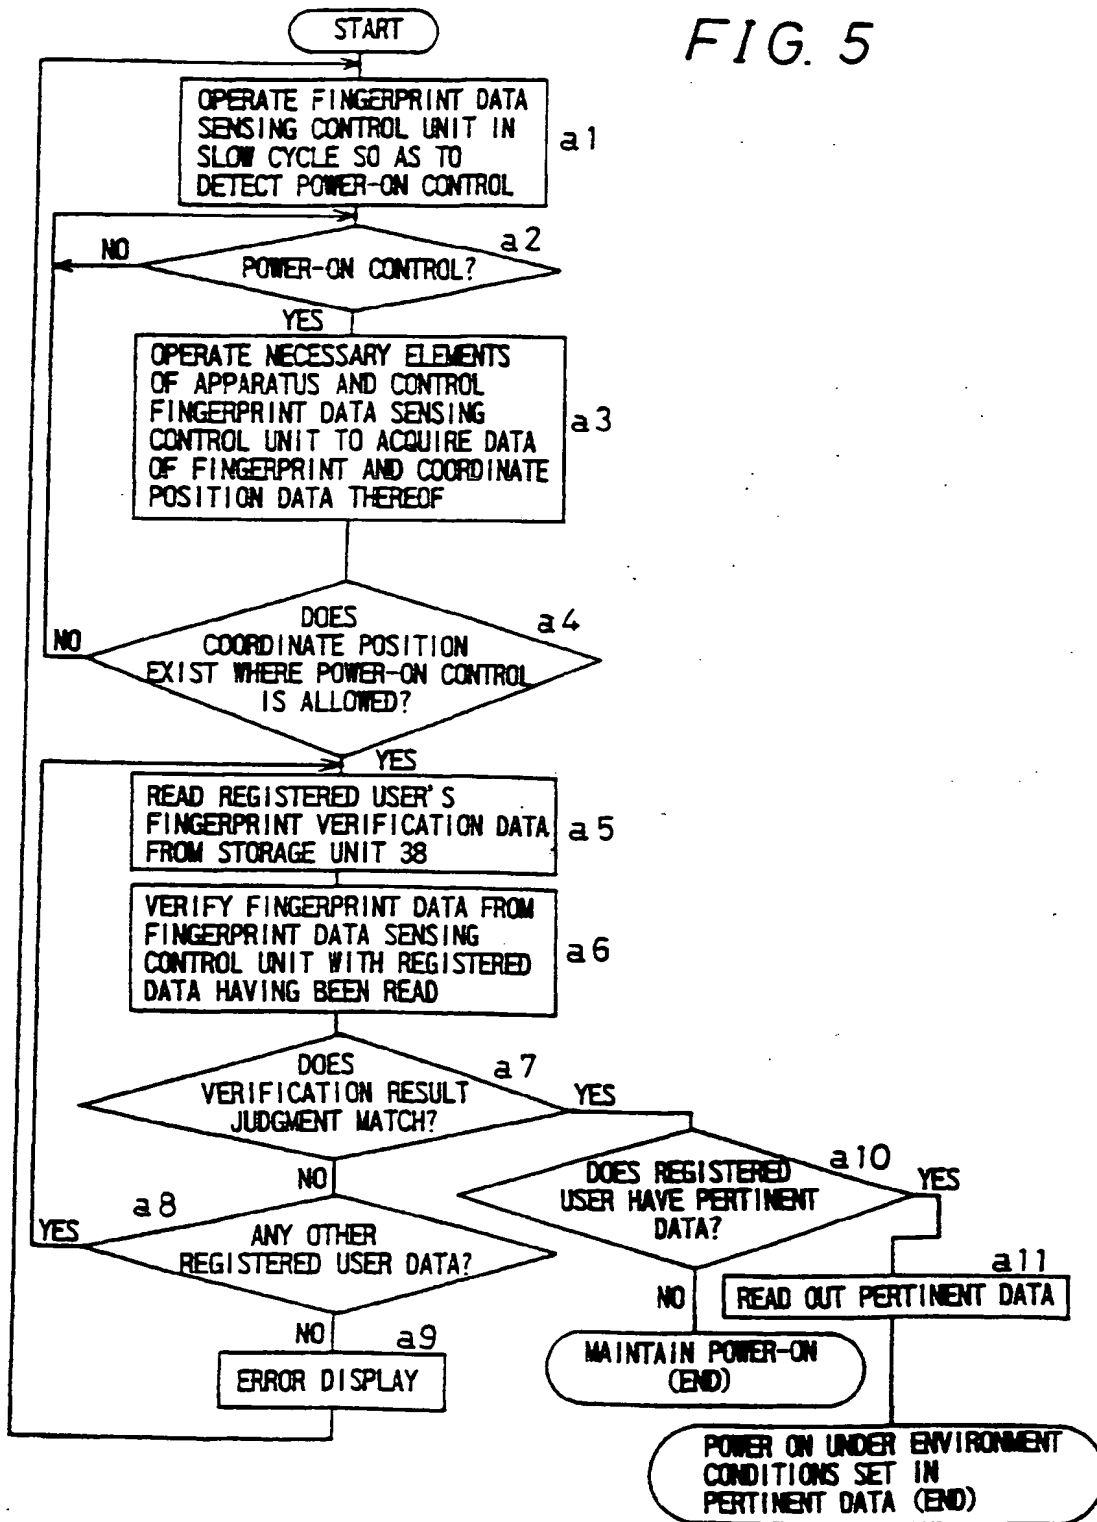 FIG. 5
START
OPERATE FINGERPRINT DATA
SENSING CONTROL UNIT IN
SLOW CYCLE SO AS TO
DETECT POWER-ON CONTROL
a1
a2
NO
POWER-ON CONTROL?
YES
OPERATE NECESSARY ELEMENTS
OF APPARATUS AND CONTROL
FINGERPRINT DATA SENSING
CONTROL UNIT TO ACQUIRE DATA
OF FINGERPRINT AND COORDINATE
POSITION DATA THEREOF
a3
DOES
COORDINATE POSITION
EXIST WHERE POWER-ON CONTROL
IS ALLOWED?
a4
NO
YES
READ REGISTERED USER'S
FINGERPRINT VERIFICATION DATA
FROM STORAGE UNIT 38
a5
VERIFY FINGERPRINT DATA FROM
FINGERPRINT DATA SENSING
CONTROL UNIT WITH REGISTERED
DATA HAVING BEEN READ
a6
DOES
VERIFICATION RESULT
JUDGMENT MATCH?
a7
YES
NO
a8
YES
ANY OTHER
REGISTERED USER DATA?
NO
a9
ERROR DISPLAY
a10
DOES REGISTERED
USER HAVE PERTINENT
DATA?
YES
NO
a11
READ OUT PERTINENT DATA
MAINTAIN POWER-ON
(END)
POWER ON UNDER ENVIRONMENT
CONDITIONS SET IN
PERTINENT DATA (END)